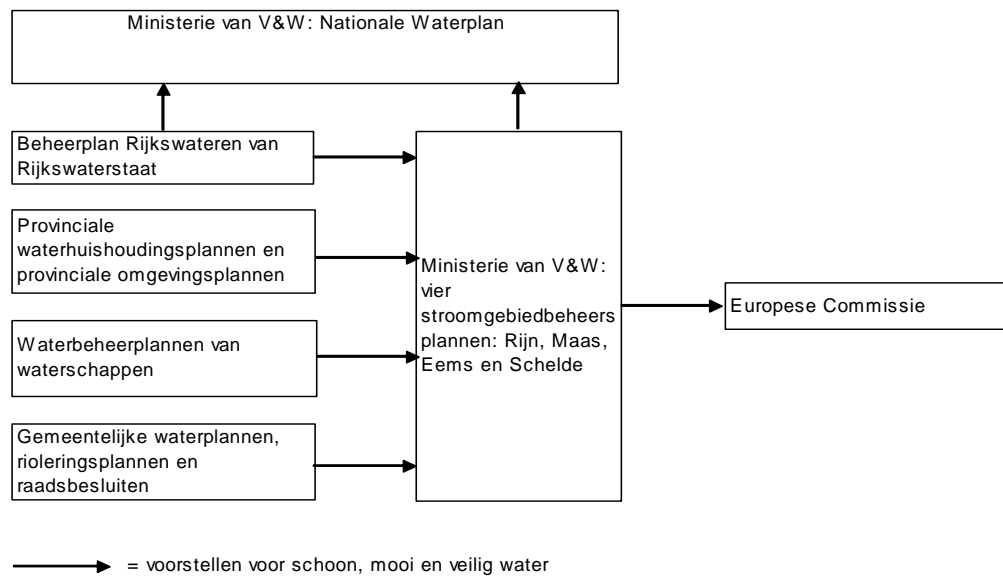 Ministerie van V&W: Nationale Waterplan
Beheerplan Rijkswateren van
Rijkswaterstaat
Provinciale
waterhuishoudingsplannen en
provinciale omgevingsplannen
Waterbeheerplannen van
waterschappen
Gemeentelijke waterplannen,
rioleringsplannen en
raadsbesluiten
Ministerie van V&W:
vier
stroomgebiedbeheers
plannen: Rijn, Maas,
Eems en Schelde
Europese Commissie
= voorstellen voor schoon, mooi en veilig water